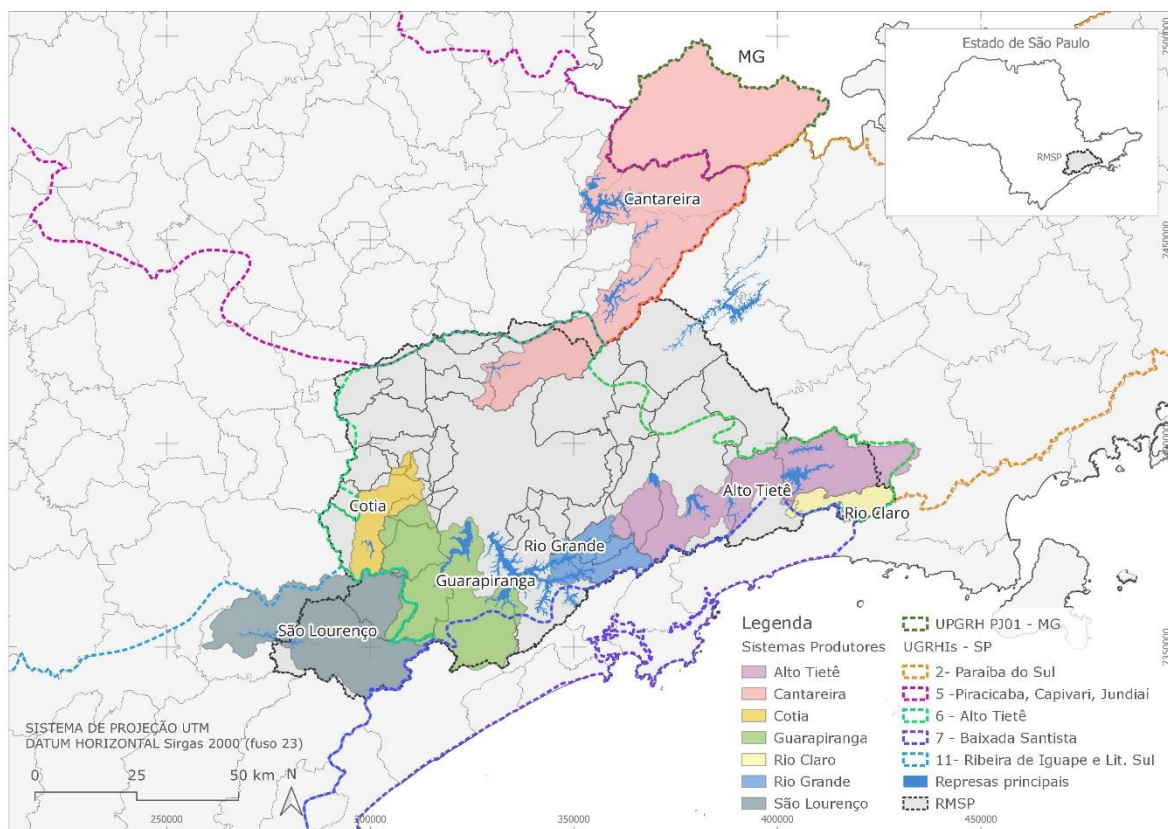 MG
Estado de São Paulo
RMSP
Cantareira
Alto Tietê
Rio Claro
Cotia
Rio Grande
Guarapiranga
São Lourenço
Legenda
Sistemas Produtores
Alto Tietê
Cantareira
Cotia
Guarapiranga
Rio Claro
Rio Grande
São Lourenço
UPGRH PJ01 - MG
UGRHIs - SP
2- Paraíba do Sul
5 -Piracicaba, Capivari, Jundiaí
6 - Alto Tietê
7 - Baixada Santista
11- Ribeira de Iguape e Lit. Sul
Represas principais
RMSP
SISTEMA DE PROJEÇÃO UTM
DATUM HORIZONTAL Sirgas 2000 (fuso 23)
0 25 50 km N
250000 300000 350000 400000 450000
7450000
7350000